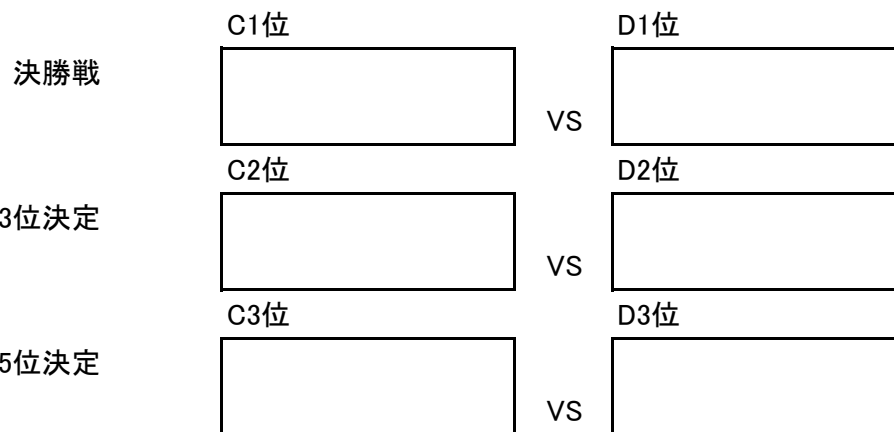 C1位 D1位
決勝戦
VS
C2位 D2位
3位決定
VS
C3位 D3位
5位決定
VS